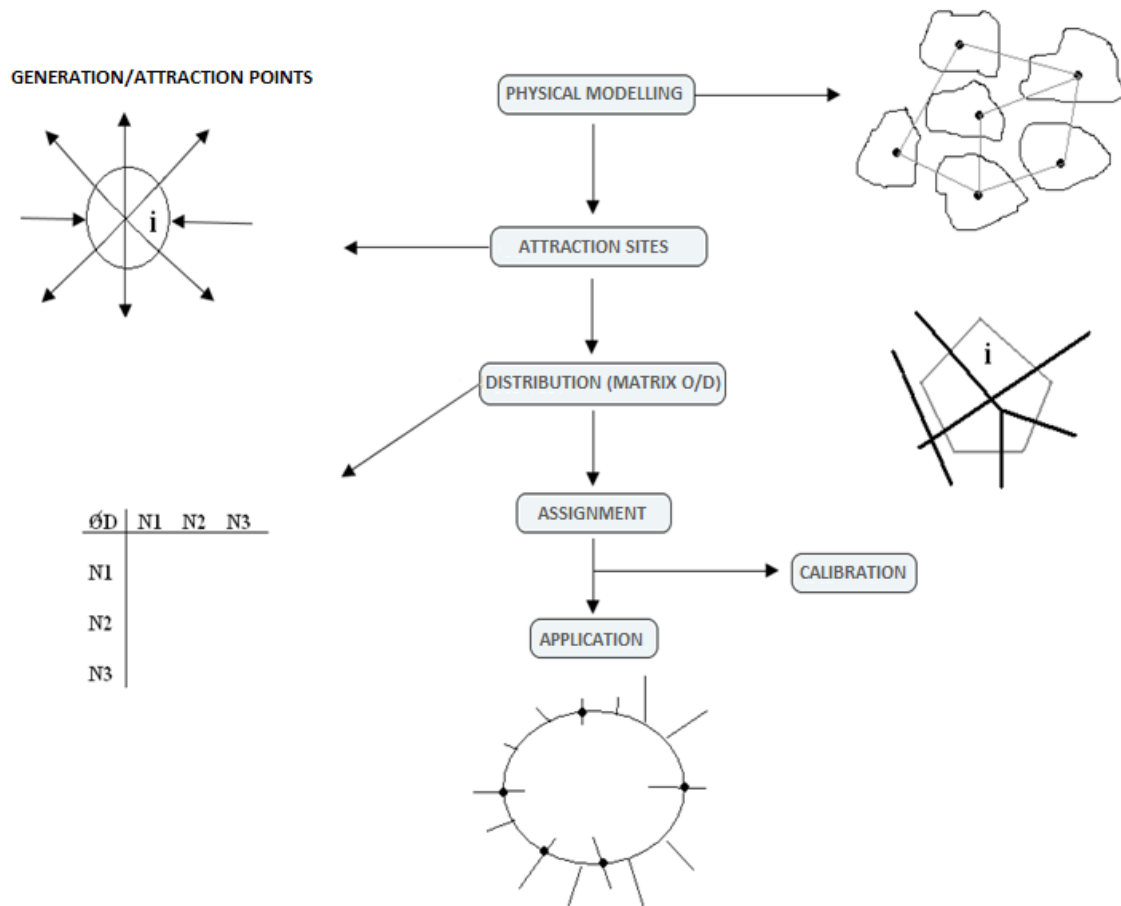 GENERATION/ATTRACTION POINTS
PHYSICAL MODELLING
i
ATTRACTION SITES
i
DISTRIBUTION (MATRIX O/D)
ASSIGNMENT
ØD N1 N2 N3
N1
N2
N3
CALIBRATION
APPLICATION